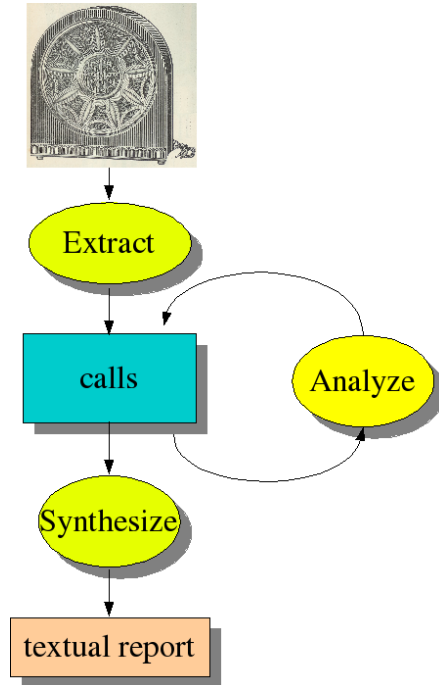 Extract
calls
Analyze
Synthesize
textual report